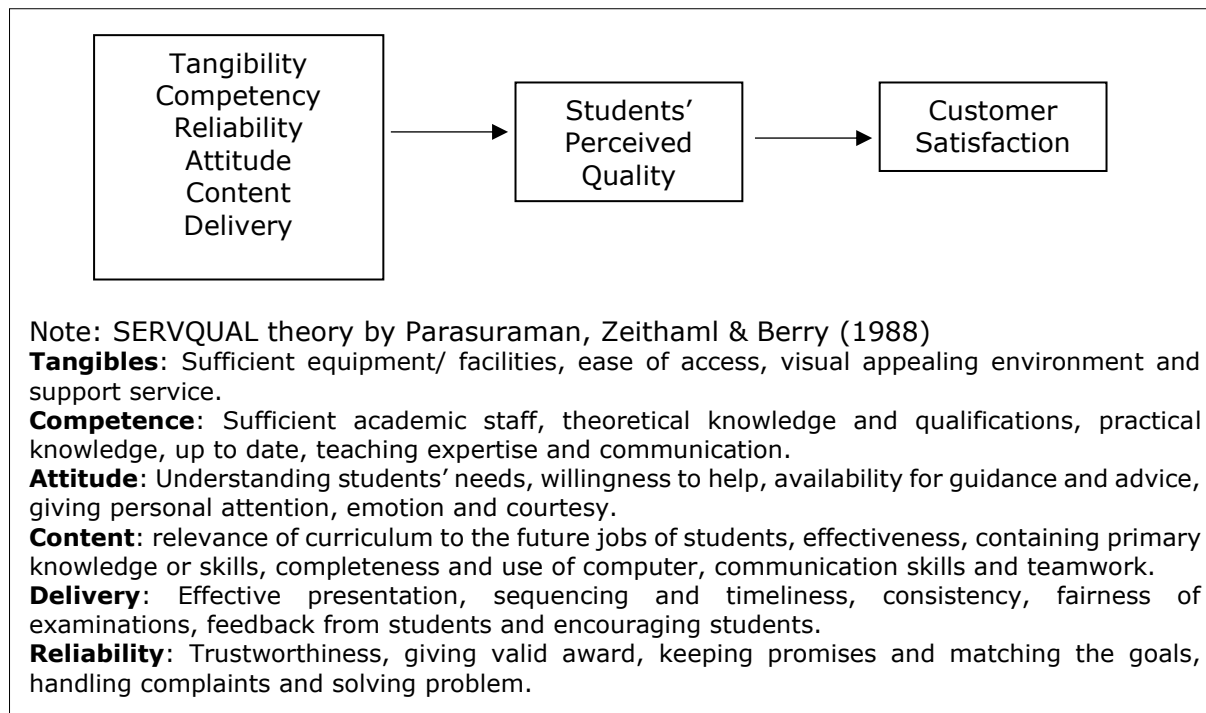 Tangibility
Competency
Reliability
Attitude
Content
Delivery
Students’
Perceived
Quality
Customer
Satisfaction
Note: SERVQUAL theory by Parasuraman, Zeithaml & Berry (1988)
Tangibles: Sufficient equipment/ facilities, ease of access, visual appealing environment and
support service.
Competence: Sufficient academic staff, theoretical knowledge and qualifications, practical
knowledge, up to date, teaching expertise and communication.
Attitude: Understanding students’ needs, willingness to help, availability for guidance and advice,
giving personal attention, emotion and courtesy.
Content: relevance of curriculum to the future jobs of students, effectiveness, containing primary
knowledge or skills, completeness and use of computer, communication skills and teamwork.
Delivery: Effective presentation, sequencing and timeliness, consistency, fairness of
examinations, feedback from students and encouraging students.
Reliability: Trustworthiness, giving valid award, keeping promises and matching the goals,
handling complaints and solving problem.